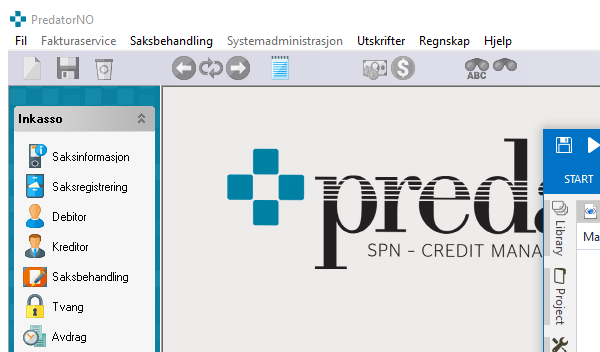 PredatorNO
Fil Fakturaservice Saksbehandling Systemadministrasjon Utskrifter Regnskap Hjelp
ABC
Inkasso
Saksinformasjon
Saksregistrering
Debitor
Kreditor
Saksbehandling
Tvang
Avdrag
preda
SPN - CREDIT MANA
START
Library
Ma
Project